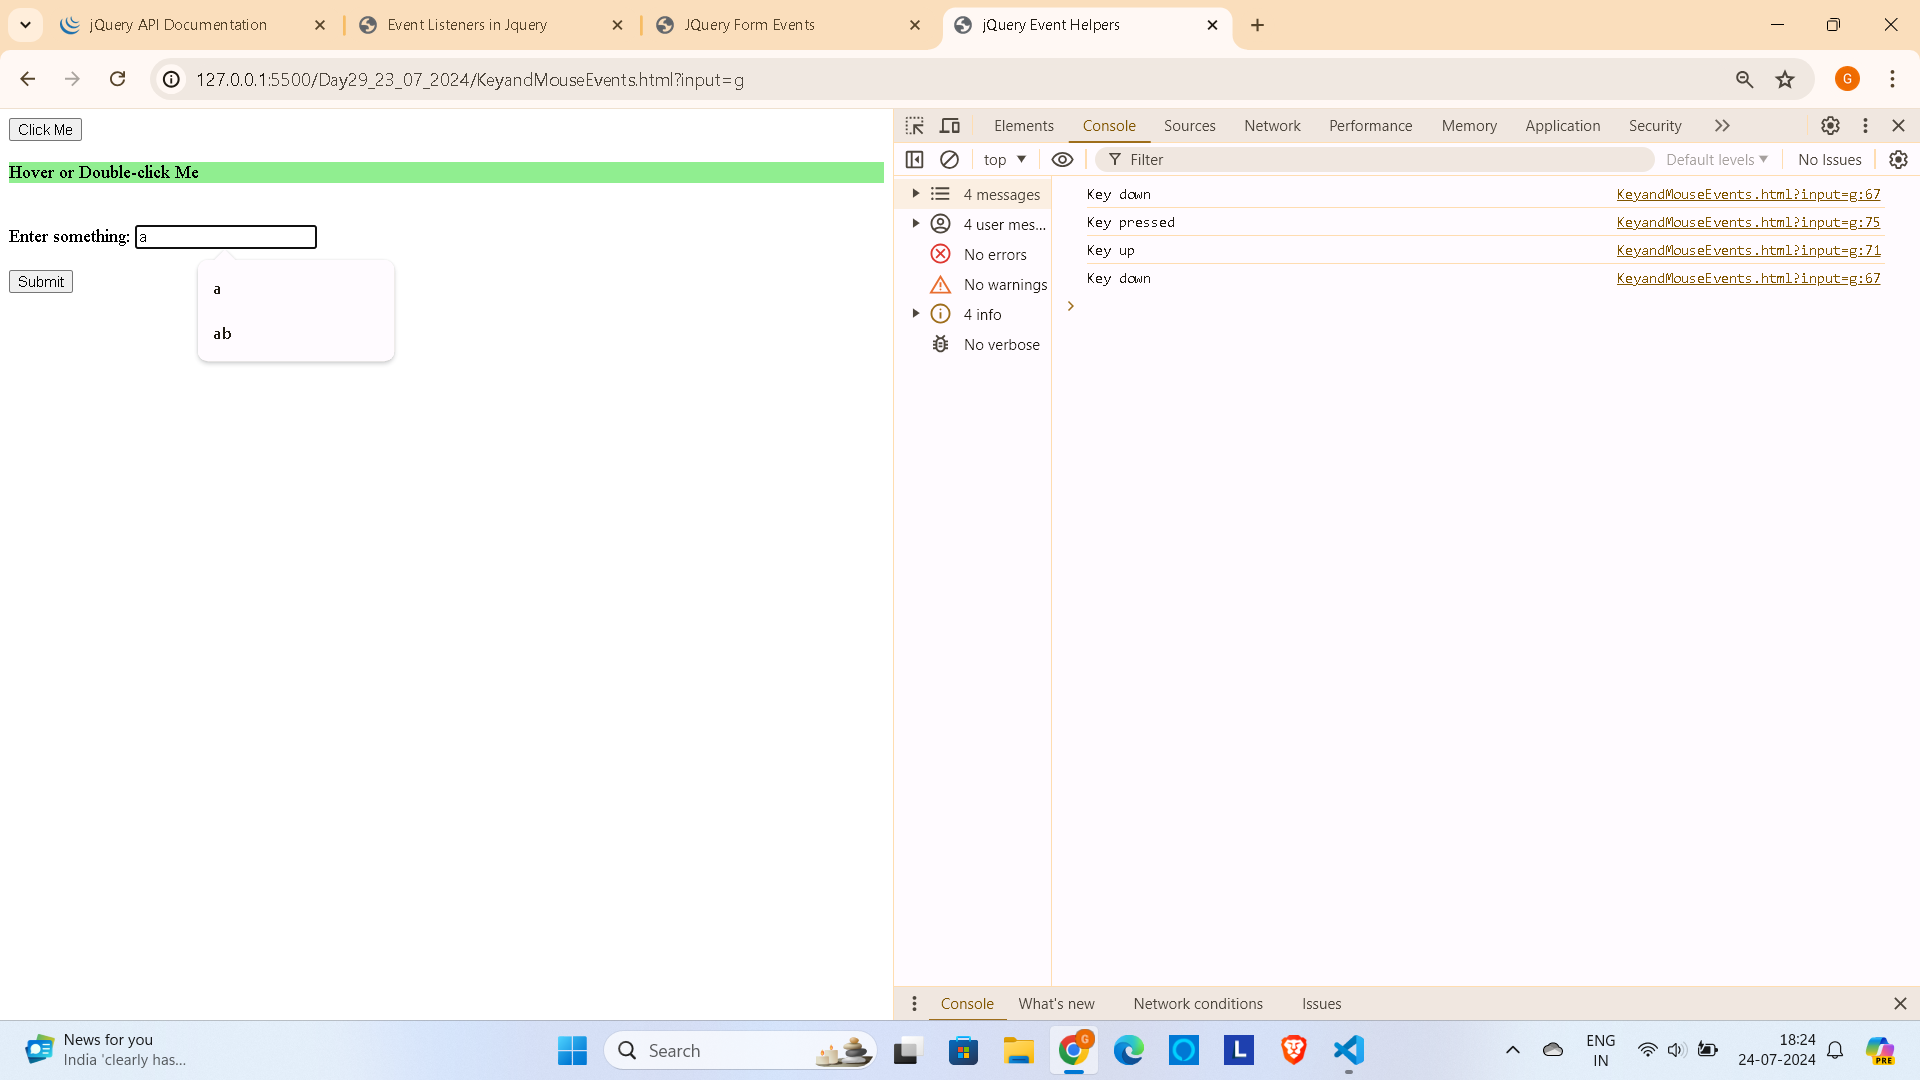 jQuery API Documentation
Event Listeners in Jquery
JQuery Form Events
jQuery Event Helpers
127.0.0.1:5500/Day29_23_07_2024/KeyandMouseEvents.html?input=g
G
Click Me
Hover or Double-click Me
Enter something: a
a
ab
Submit
Elements Console Sources Network Performance Memory Application Security
top Filter Default levels No Issues
4 messages
4 user mes...
No errors
No warnings
4 info
No verbose
Key down KeyandMouseEvents.html?input=g:67
Key pressed KeyandMouseEvents.html?input=g:75
Key up KeyandMouseEvents.html?input=g:71
Key down KeyandMouseEvents.html?input=g:67
Console What's new Network conditions Issues
News for you
India 'clearly has...
Search
G
L
ENG
IN
18:24
24-07-2024
PRE